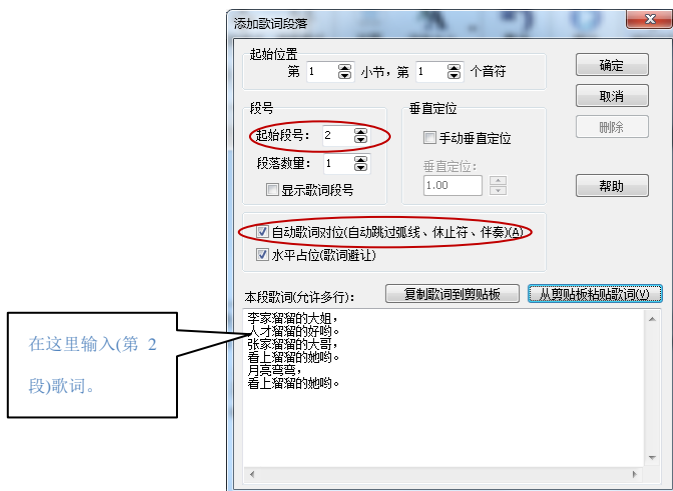 添加歌词段落
起始位置
第 1 小节，第 1 个音符
确定
取消
删除
帮助
段号
起始段号： 2
段落数量： 1
显示歌词段号
垂直定位
手动垂直定位
垂直定位：
1.00
自动歌词对位(自动跳过弧线、休止符、伴奏)(A)
水平占位(歌词避让)
本段歌词(允许多行)：
复制歌词到剪贴板
从剪贴板粘贴歌词(V)
李家溜溜的大姐，
人才溜溜的好哟。
张家溜溜的大哥，
看上溜溜的她哟。
月亮弯弯，
看上溜溜的她哟。
在这里输入(第 2
段)歌词。